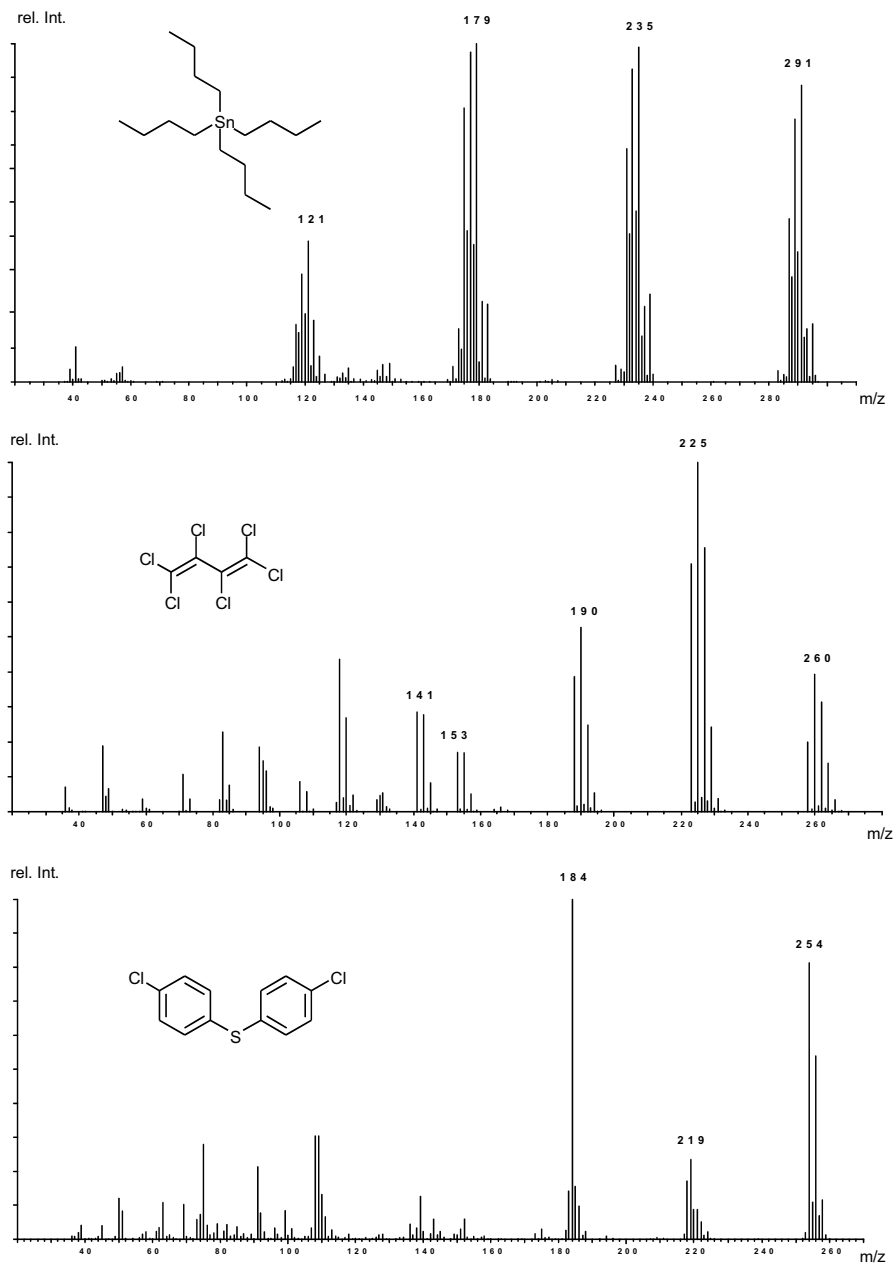 rel. Int.
179
235
291
Sn
121
40 60 80 100 120 140 160 180 200 220 240 260 280
m/z
rel. Int.
225
Cl Cl
Cl
Cl
Cl Cl
190
260
141
153
40 60 80 100 120 140 160 180 200 220 240 260
m/z
rel. Int.
184
254
Cl Cl
S
219
40 60 80 100 120 140 160 180 200 220 240 260
m/z